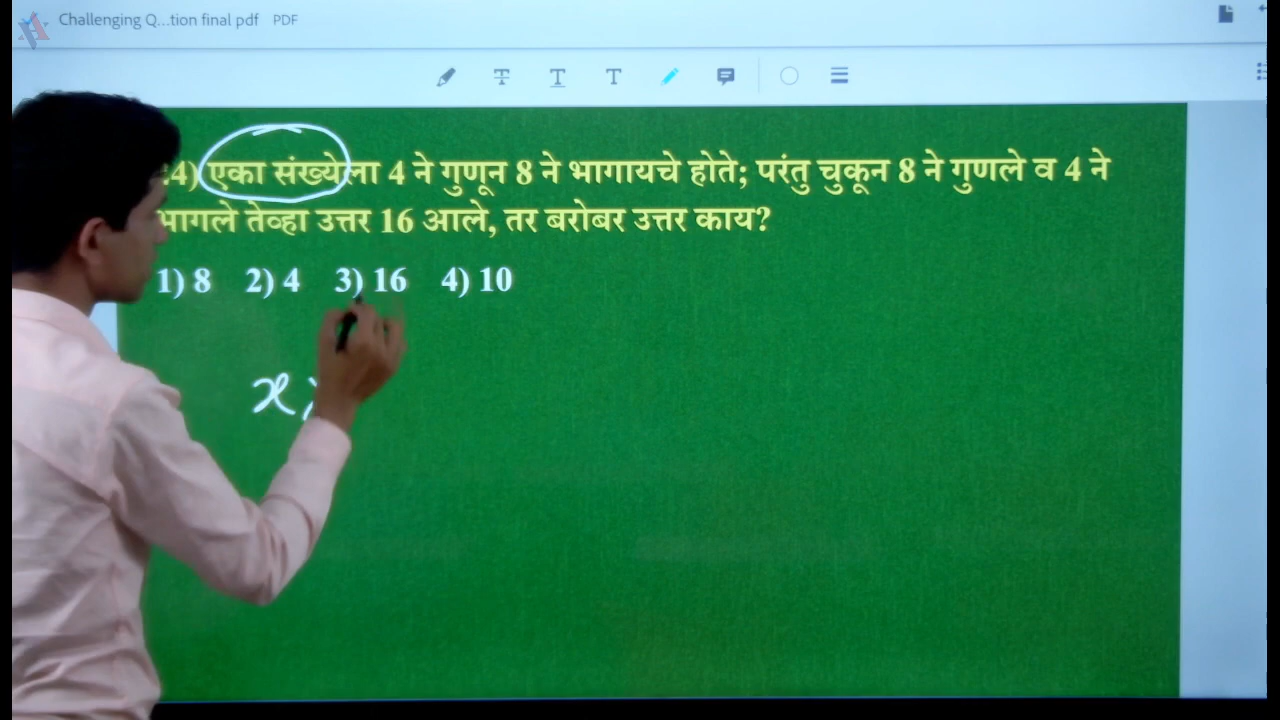 Challenging Q...tion final pdf PDF
4) एका संख्येला 4 ने गुणून 8 ने भागायचे होते; परंतु चुकून 8 ने गुणले व 4 ने
भागले तेव्हा उत्तर 16 आले, तर बरोबर उत्तर काय?
1) 8 2) 4 3) 16 4) 10
x